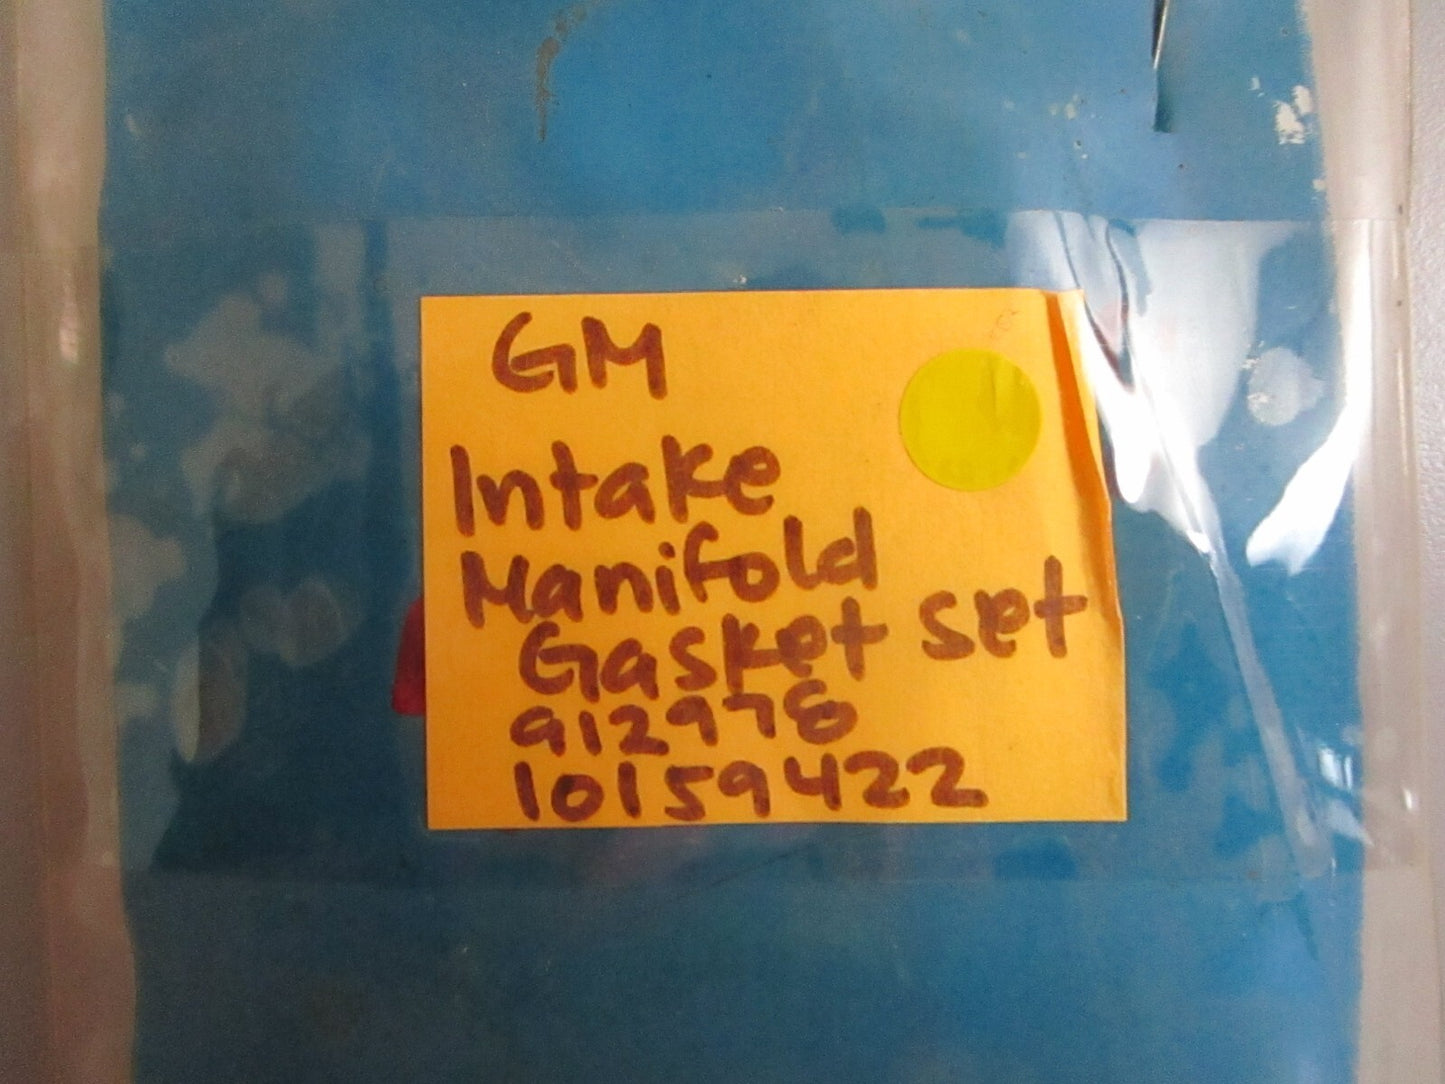 GM
Intake
Manifold
Gasket set
912978
10159422